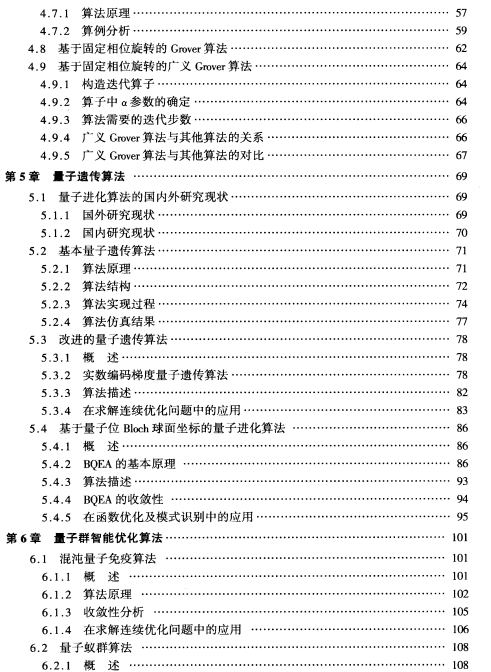 4.7.1 算法原理 57
4.7.2 算例分析 59
4.8 基于固定相位旋转的 Grover 算法 62
4.9 基于固定相位旋转的广义 Grover 算法 64
4.9.1 构造迭代算子 64
4.9.2 算子中 α 参数的确定 64
4.9.3 算法需要的迭代步数 66
4.9.4 广义 Grover 算法与其他算法的关系 66
4.9.5 广义 Grover 算法与其他算法的对比 67
第 5 章 量子遗传算法 69
5.1 量子进化算法的国内外研究现状 69
5.1.1 国外研究现状 69
5.1.2 国内研究现状 70
5.2 基本量子遗传算法 71
5.2.1 算法原理 71
5.2.2 算法结构 72
5.2.3 算法实现过程 74
5.2.4 算法仿真结果 77
5.3 改进的量子遗传算法 78
5.3.1 概 述 78
5.3.2 实数编码梯度量子遗传算法 78
5.3.3 算法描述 82
5.3.4 在求解连续优化问题中的应用 83
5.4 基于量子位 Bloch 球面坐标的量子进化算法 86
5.4.1 概 述 86
5.4.2 BQEA 的基本原理 86
5.4.3 算法描述 93
5.4.4 BQEA 的收敛性 94
5.4.5 在函数优化及模式识别中的应用 95
第 6 章 量子群智能优化算法 101
6.1 混沌量子免疫算法 101
6.1.1 概 述 101
6.1.2 算法原理 102
6.1.3 收敛性分析 105
6.1.4 在求解连续优化问题中的应用 106
6.2 量子蚁群算法 108
6.2.1 概 述 108